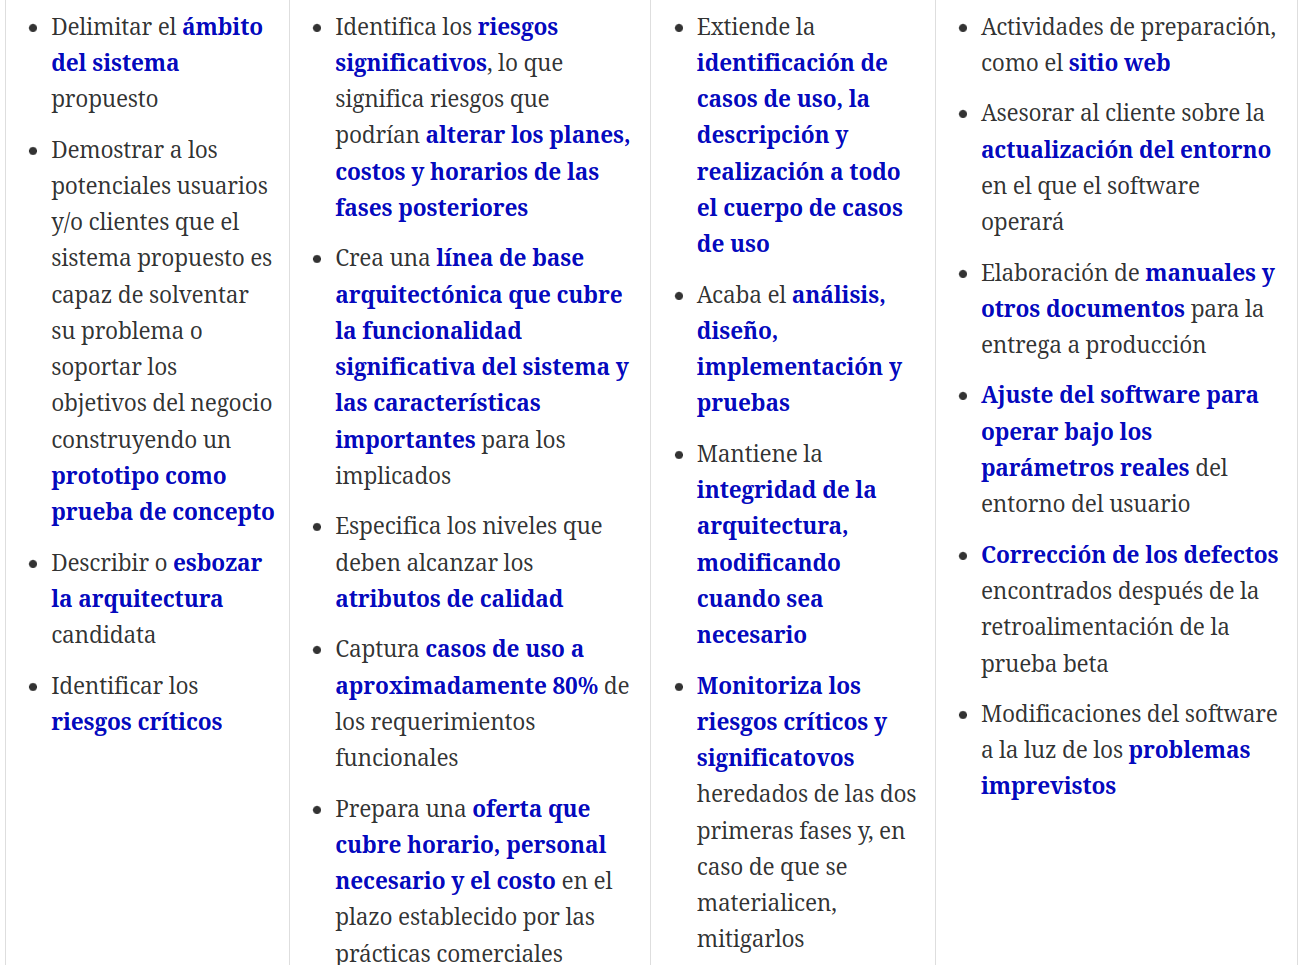 Delimitar el ámbito
del sistema
propuesto
Demostrar a los
potenciales usuarios
y/o clientes que el
sistema propuesto es
capaz de solventar
su problema o
soportar los
objetivos del negocio
construyendo un
prototipo como
prueba de concepto
Describir o esbozar
la arquitectura
candidata
Identificar los
riesgos críticos
Identifica los riesgos
significativos, lo que
significa riesgos que
podrían alterar los planes,
costos y horarios de las
fases posteriores
Crea una línea de base
arquitectónica que cubre
la funcionalidad
significativa del sistema y
las características
importantes para los
implicados
Especifica los niveles que
deben alcanzar los
atributos de calidad
Captura casos de uso a
aproximadamente 80% de
los requerimientos
funcionales
Prepara una oferta que
cubre horario, personal
necesario y el costo en el
plazo establecido por las
prácticas comerciales
Extiende la
identificación de
casos de uso, la
descripción y
realización a todo
el cuerpo de casos
de uso
Acaba el análisis,
diseño,
implementación y
pruebas
Mantiene la
integridad de la
arquitectura,
modificando
cuando sea
necesario
Monitoriza los
riesgos críticos y
significatovos
heredados de las dos
primeras fases y, en
caso de que se
materialicen,
mitigarlos
Actividades de preparación,
como el sitio web
Asesorar al cliente sobre la
actualización del entorno
en el que el software
operará
Elaboración de manuales y
otros documentos para la
entrega a producción
Ajuste del software para
operar bajo los
parámetros reales del
entorno del usuario
Corrección de los defectos
encontrados después de la
retroalimentación de la
prueba beta
Modificaciones del software
a la luz de los problemas
imprevistos